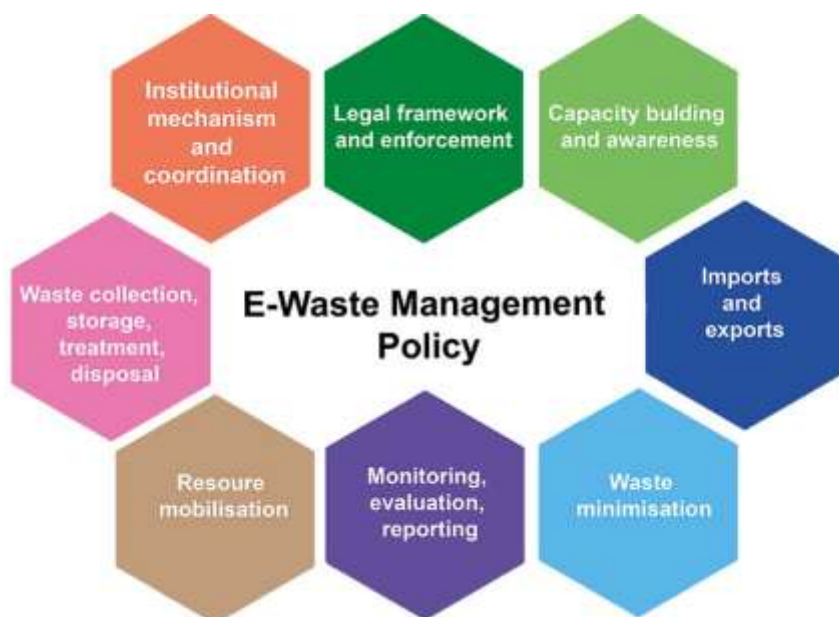 Institutional
mechanism
and
coordination
Legal framework
and enforcement
Capacity bulding
and awareness
Waste collection,
storage,
treatment,
disposal
E-Waste Management
Policy
Imports
and
exports
Resoure
mobilisation
Monitoring,
evaluation,
reporting
Waste
minimisation